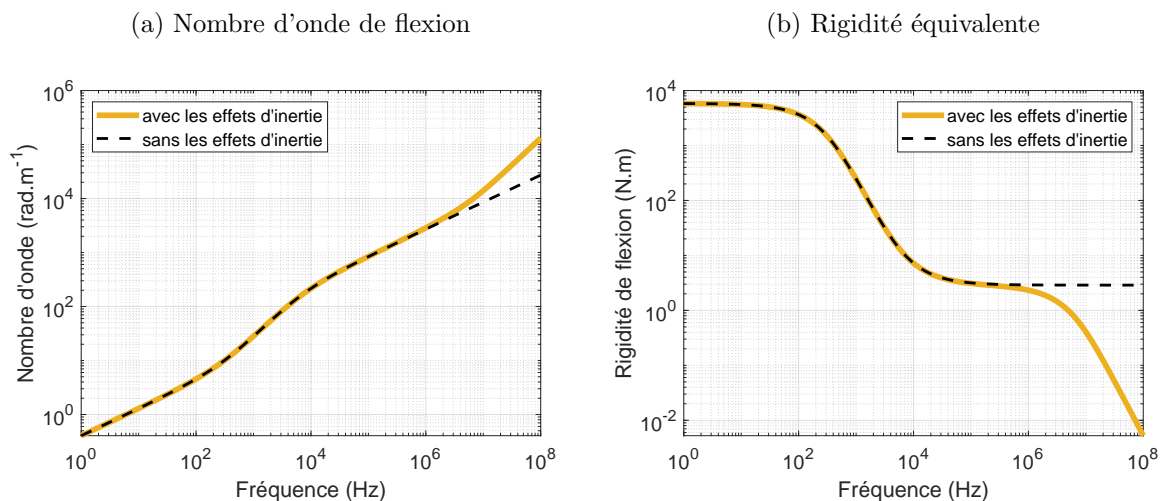 (a) Nombre d'onde de flexion
(b) Rigidité équivalente
10^6
10^4
10^2
10^0
Nombre d'onde (rad.m^-1)
avec les effets d'inertie
sans les effets d'inertie
10^0 10^2 10^4 10^6 10^8
Fréquence (Hz)
10^4
10^2
10^0
10^-2
Rigidité de flexion (N.m)
avec les effets d'inertie
sans les effets d'inertie
10^0 10^2 10^4 10^6 10^8
Fréquence (Hz)